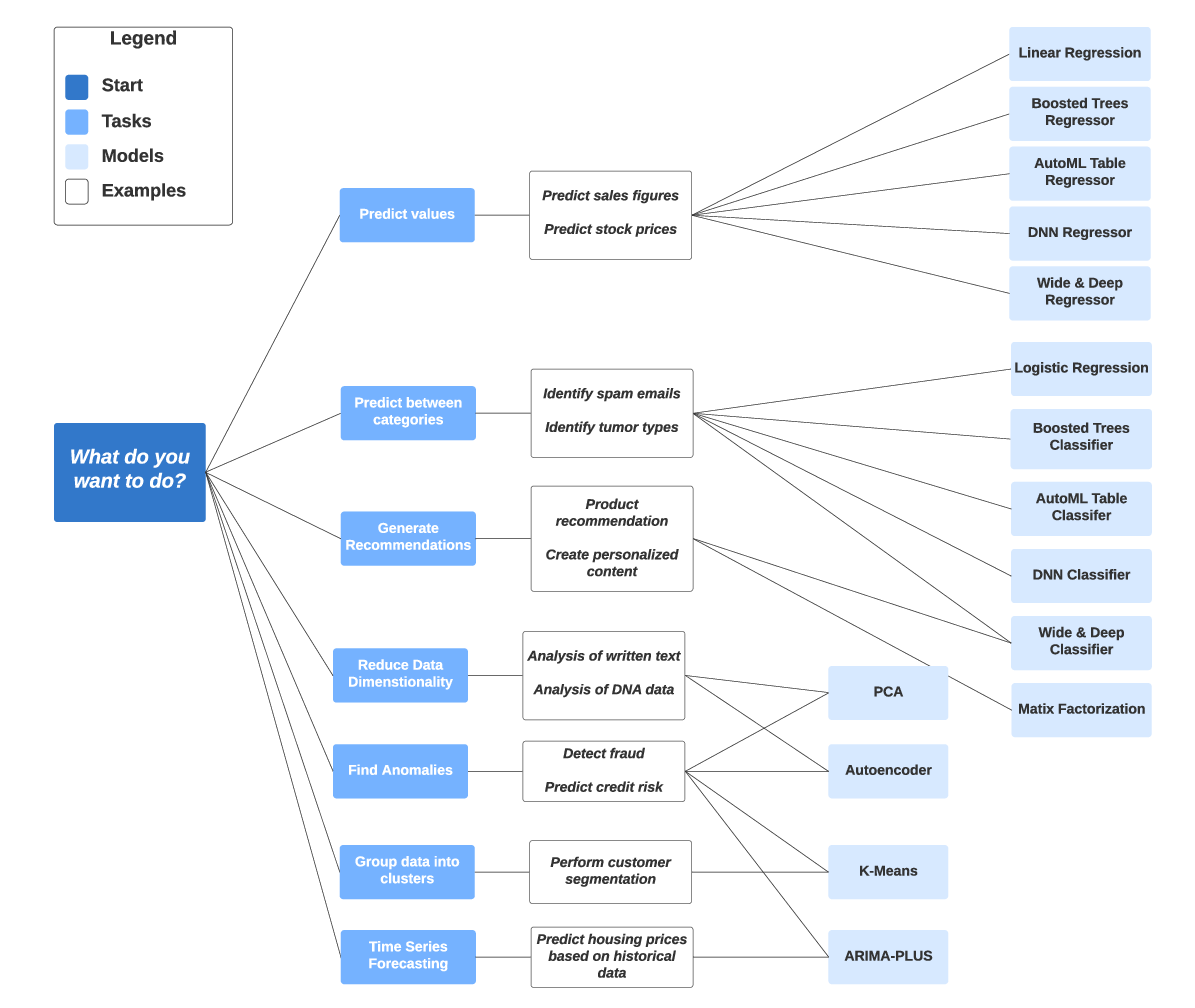 Legend
Start
Tasks
Models
Examples
What do you
want to do?
Predict values
Predict sales figures
Predict stock prices
Linear Regression
Boosted Trees
Regressor
AutoML Table
Regressor
DNN Regressor
Wide & Deep
Regressor
Predict between
categories
Identify spam emails
Identify tumor types
Logistic Regression
Boosted Trees
Classifier
AutoML Table
Classifer
DNN Classifier
Wide & Deep
Classifier
Generate
Recommendations
Product
recommendation
Create personalized
content
Matix Factorization
Reduce Data
Dimenstionality
Analysis of written text
Analysis of DNA data
PCA
Find Anomalies
Detect fraud
Predict credit risk
Autoencoder
Group data into
clusters
Perform customer
segmentation
K-Means
Time Series
Forecasting
Predict housing prices
based on historical
data
ARIMA-PLUS